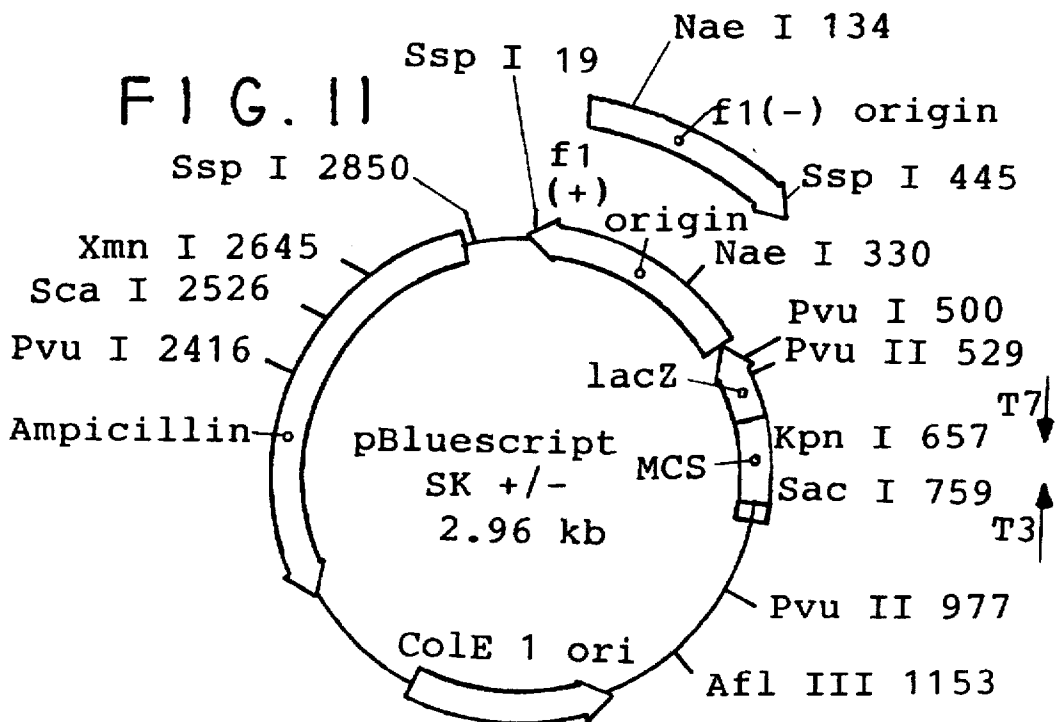 FIG. 11
Ssp I 19
Nae I 134
f1(-) origin
Ssp I 445
f1
(+)
origin
Ssp I 2850
Xmn I 2645
Sca I 2526
Pvu I 2416
Ampicillin
Nae I 330
Pvu I 500
Pvu II 529
lacZ
T7
Kpn I 657
MCS
Sac I 759
T3
pBluescript
SK +/-
2.96 kb
Pvu II 977
Afl III 1153
ColE 1 ori